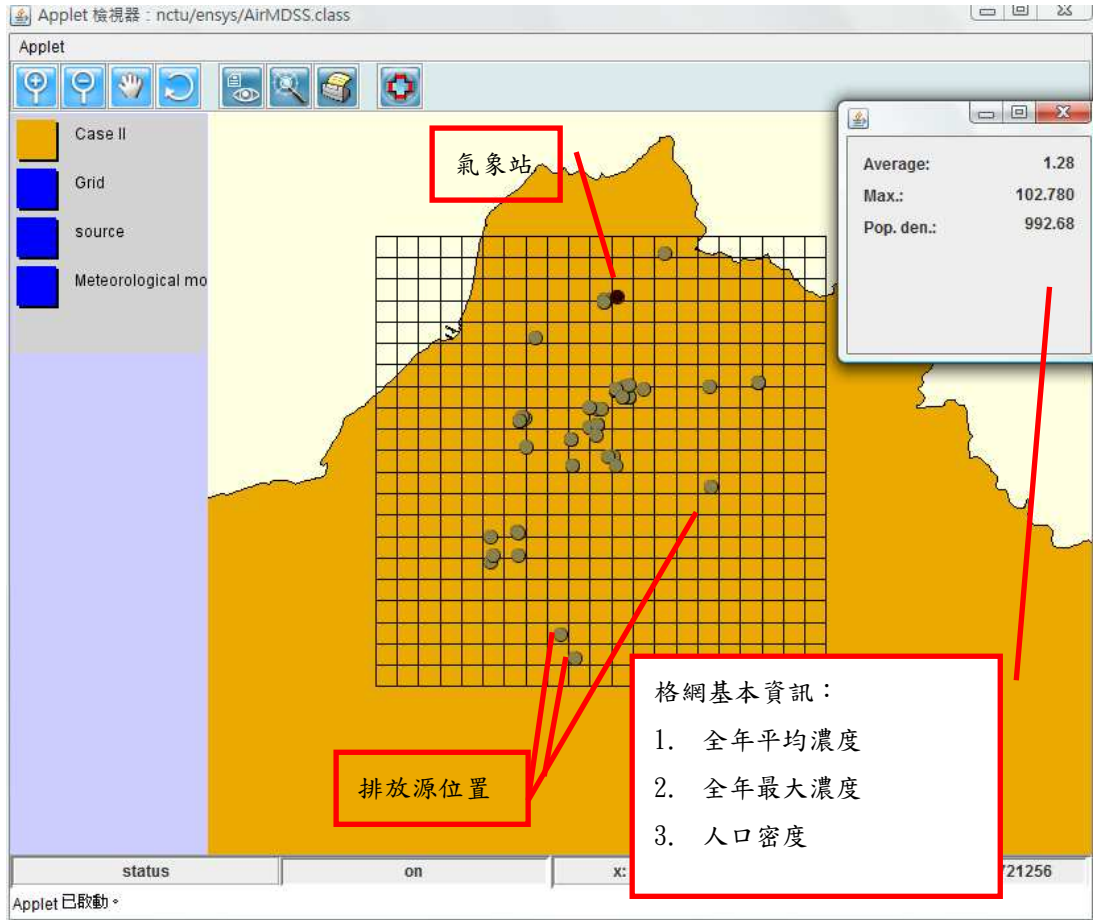 Applet 檢視器：nctu/ensys/AirMDSS.class
Applet
Case II
Grid
source
Meteorological mo
氣象站
Average: 1.28
Max.: 102.780
Pop. den.: 992.68
格網基本資訊：
1. 全年平均濃度
2. 全年最大濃度
3. 人口密度
排放源位置
status on x: 721256
Applet 已啟動。